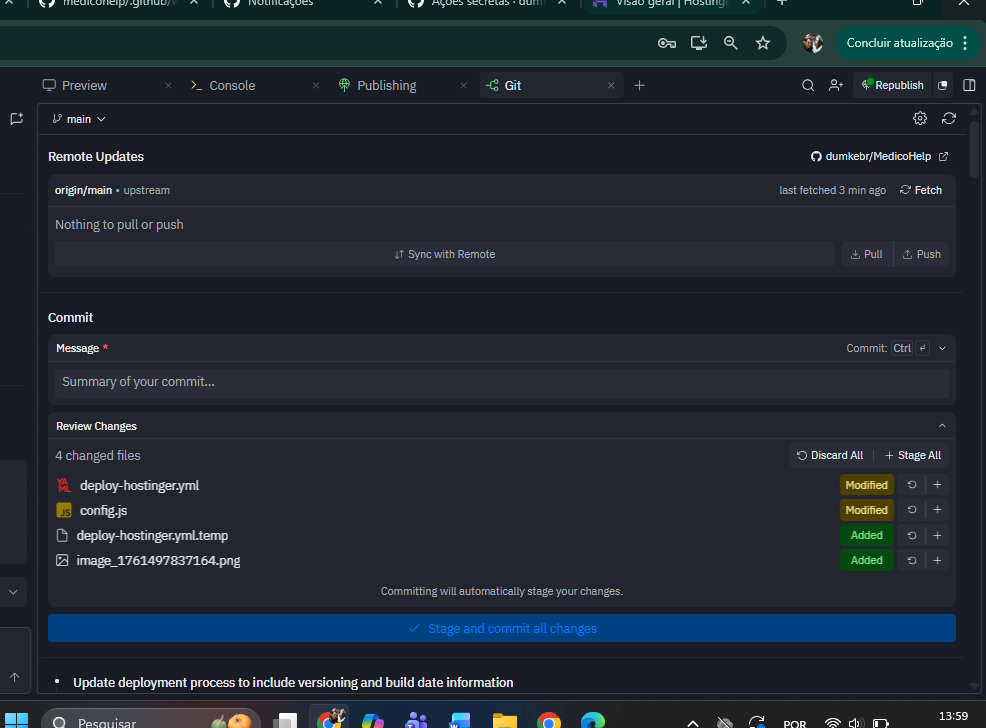 medicohelp/.github/w
Notificações
Ações secretas · dum
Visão geral | Hosting
Concluir atualização
Preview
Console
Publishing
Git
Republish
main
Remote Updates
dumkebr/MedicoHelp
origin/main • upstream
last fetched 3 min ago
Fetch
Nothing to pull or push
Sync with Remote
Pull
Push
Commit
Message *
Commit: Ctrl ↵
Summary of your commit...
Review Changes
4 changed files
Discard All
Stage All
deploy-hostinger.yml
Modified
config.js
Modified
deploy-hostinger.yml.temp
Added
image_1761497837164.png
Added
Committing will automatically stage your changes.
Stage and commit all changes
• Update deployment process to include versioning and build date information
Pesquisar
POR
13:59